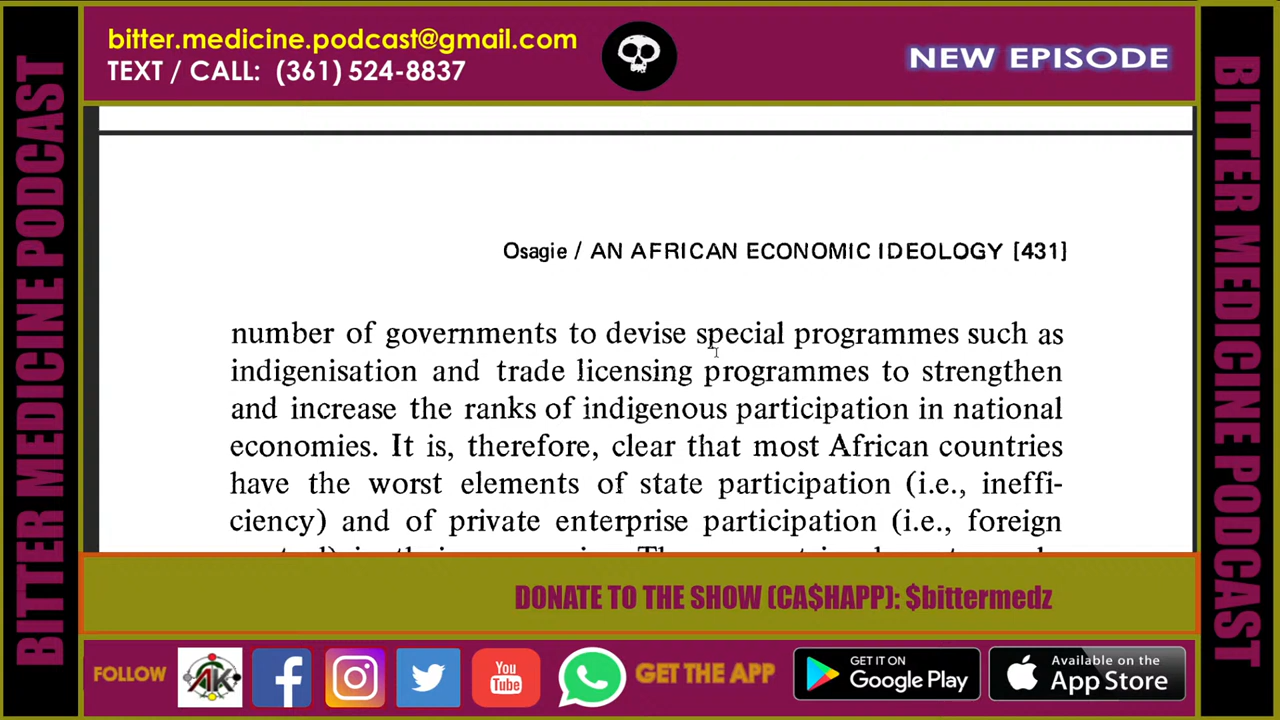 BITTER MEDICINE PODCAST
bitter.medicine.podcast@gmail.com
TEXT / CALL: (361) 524-8837
NEW EPISODE
Osagie / AN AFRICAN ECONOMIC IDEOLOGY [431]
number of governments to devise special programmes such as
indigenisation and trade licensing programmes to strengthen
and increase the ranks of indigenous participation in national
economies. It is, therefore, clear that most African countries
have the worst elements of state participation (i.e., ineffi-
ciency) and of private enterprise participation (i.e., foreign
DONATE TO THE SHOW (CA$HAPP): $bittermedz
FOLLOW
You
Tube
GET THE APP
GET IT ON
Google Play
Available on the
App Store
BITTER MEDICINE PODCAST